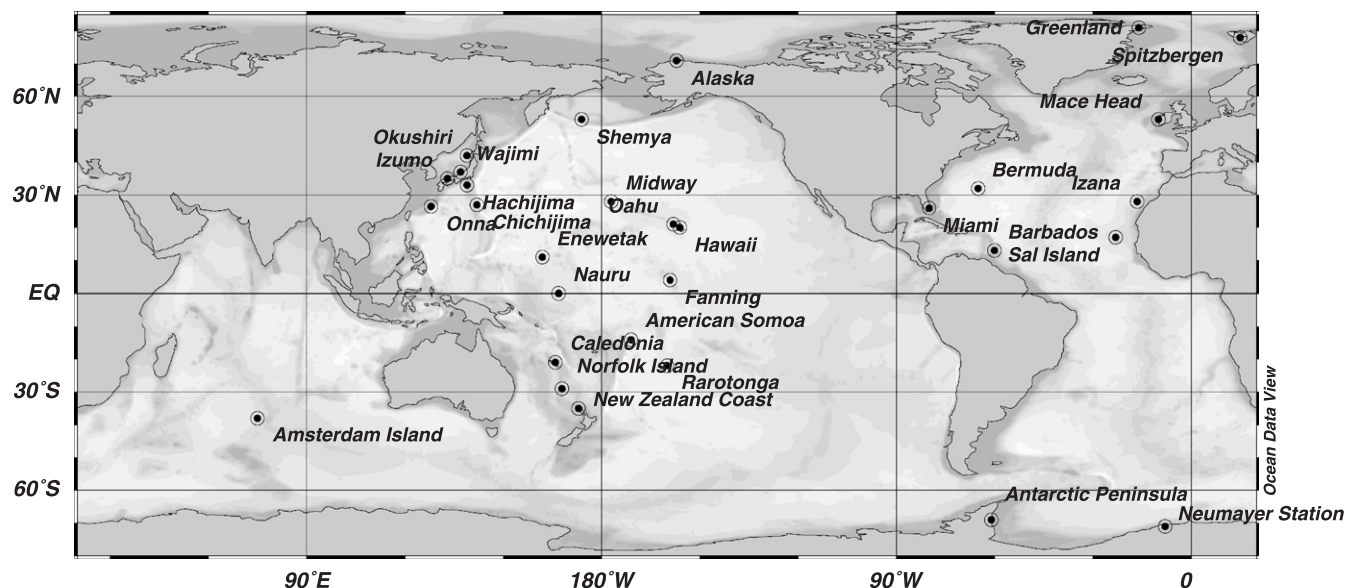 Greenland
Spitzbergen
Alaska
60°N
Mace Head
Okushiri
Shemya
Wajimi
Izumo
Bermuda
Midway
Izana
30°N
Hachijima
Oahu
Onna
Chichijima
Miami
Barbados
Enewetak
Hawaii
Sal Island
Nauru
EQ
Fanning
American Somoa
Caledonia
Norfolk Island
Rarotonga
30°S
New Zealand Coast
Amsterdam Island
Ocean Data View
60°S
Antarctic Peninsula
Neumayer Station
90°E
180°W
90°W
0